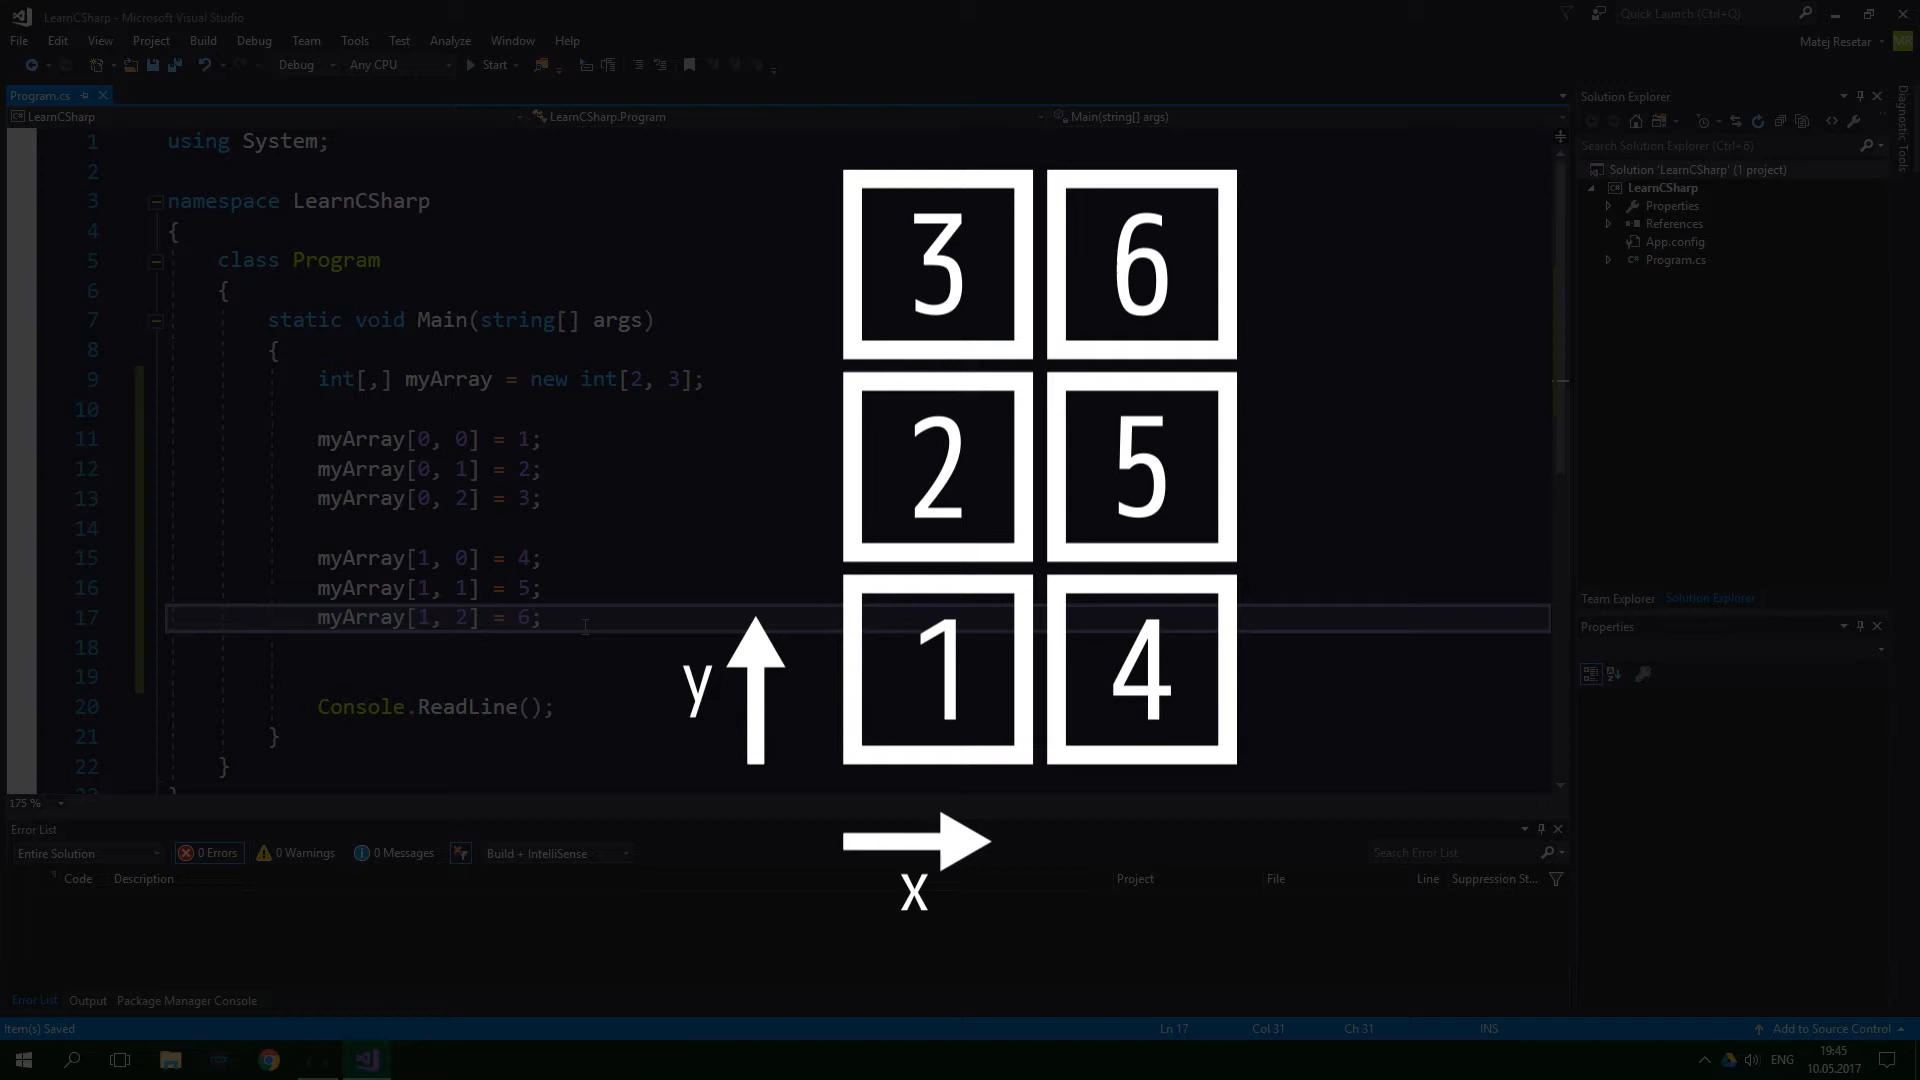 LearnCSharp - Microsoft Visual Studio
Quick Launch (Ctrl+Q)
File Edit View Project Build Debug Team Tools Test Analyze Window Help
Matej Resetar MR
Debug Any CPU Start
Program.cs
LearnCSharp LearnCSharp.Program Main(string[] args)
1 using System;
2
3 namespace LearnCSharp
4 {
5 class Program
6 {
7 static void Main(string[] args)
8 {
9 int[,] myArray = new int[2, 3];
10
11 myArray[0, 0] = 1;
12 myArray[0, 1] = 2;
13 myArray[0, 2] = 3;
14
15 myArray[1, 0] = 4;
16 myArray[1, 1] = 5;
17 myArray[1, 2] = 6;
18
19
20 Console.ReadLine();
21 }
22 }
23 }
175 %
3 6
2 5
1 4
y
x
Solution Explorer
Search Solution Explorer (Ctrl+š)
Solution 'LearnCSharp' (1 project)
LearnCSharp
Properties
References
App.config
Program.cs
Diagnostic Tools
Team Explorer Solution Explorer
Properties
Error List
Entire Solution 0 Errors 0 Warnings 0 Messages Build + IntelliSense Search Error List
Code Description Project File Line Suppression St...
Error List Output Package Manager Console
Item(s) Saved Ln 17 Col 31 Ch 31 INS Add to Source Control
ENG 19:45
10.05.2017